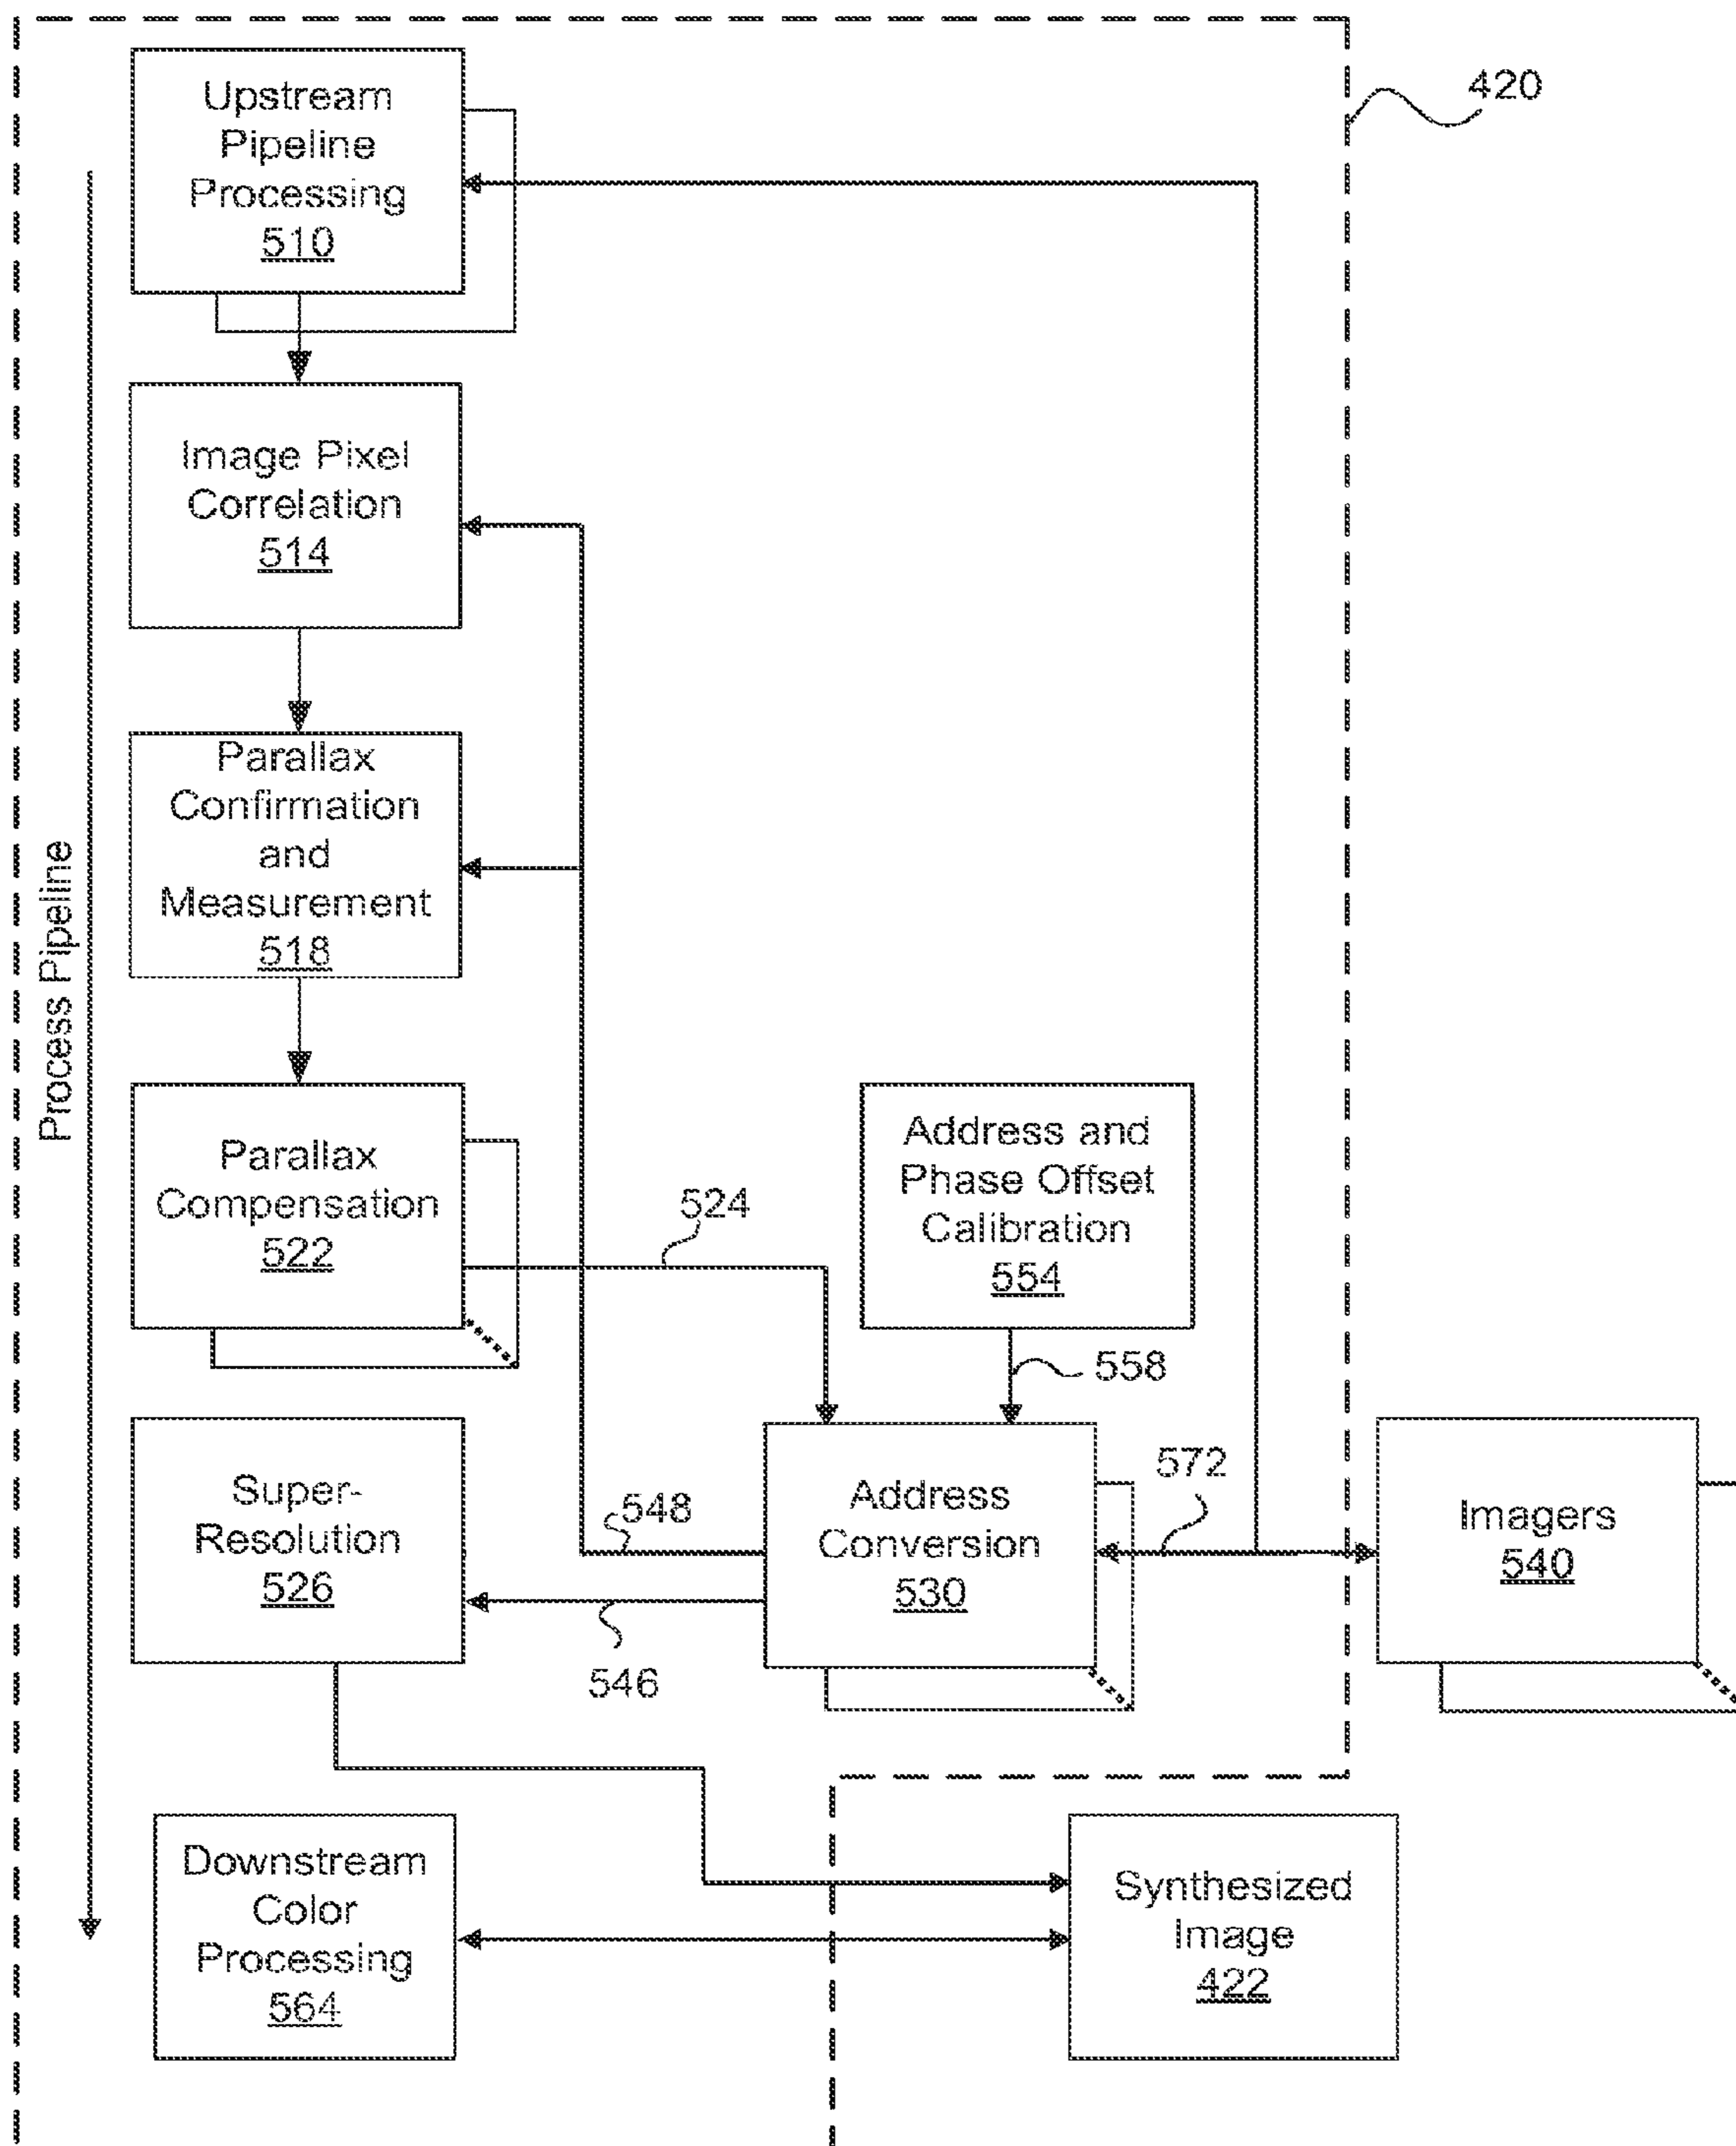 420
Upstream
Pipeline
Processing
510
Image Pixel
Correlation
514
Parallax
Confirmation
and
Measurement
518
Process Pipeline
Parallax
Compensation
522
524
Address and
Phase Offset
Calibration
554
558
Super-
Resolution
526
548
546
Address
Conversion
530
572
Imagers
540
Downstream
Color
Processing
564
Synthesized
Image
422